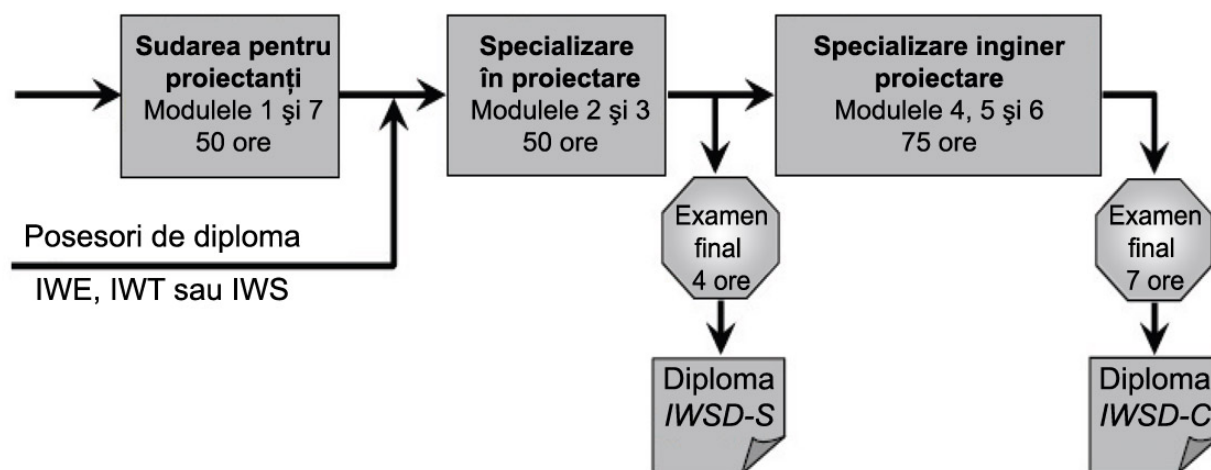 Sudarea pentru
proiectanți
Modulele 1 şi 7
50 ore
Specializare
în proiectare
Modulele 2 şi 3
50 ore
Specializare inginer
proiectare
Modulele 4, 5 şi 6
75 ore
Posesori de diploma
IWE, IWT sau IWS
Examen
final
4 ore
Examen
final
7 ore
Diploma
IWSD-S
Diploma
IWSD-C